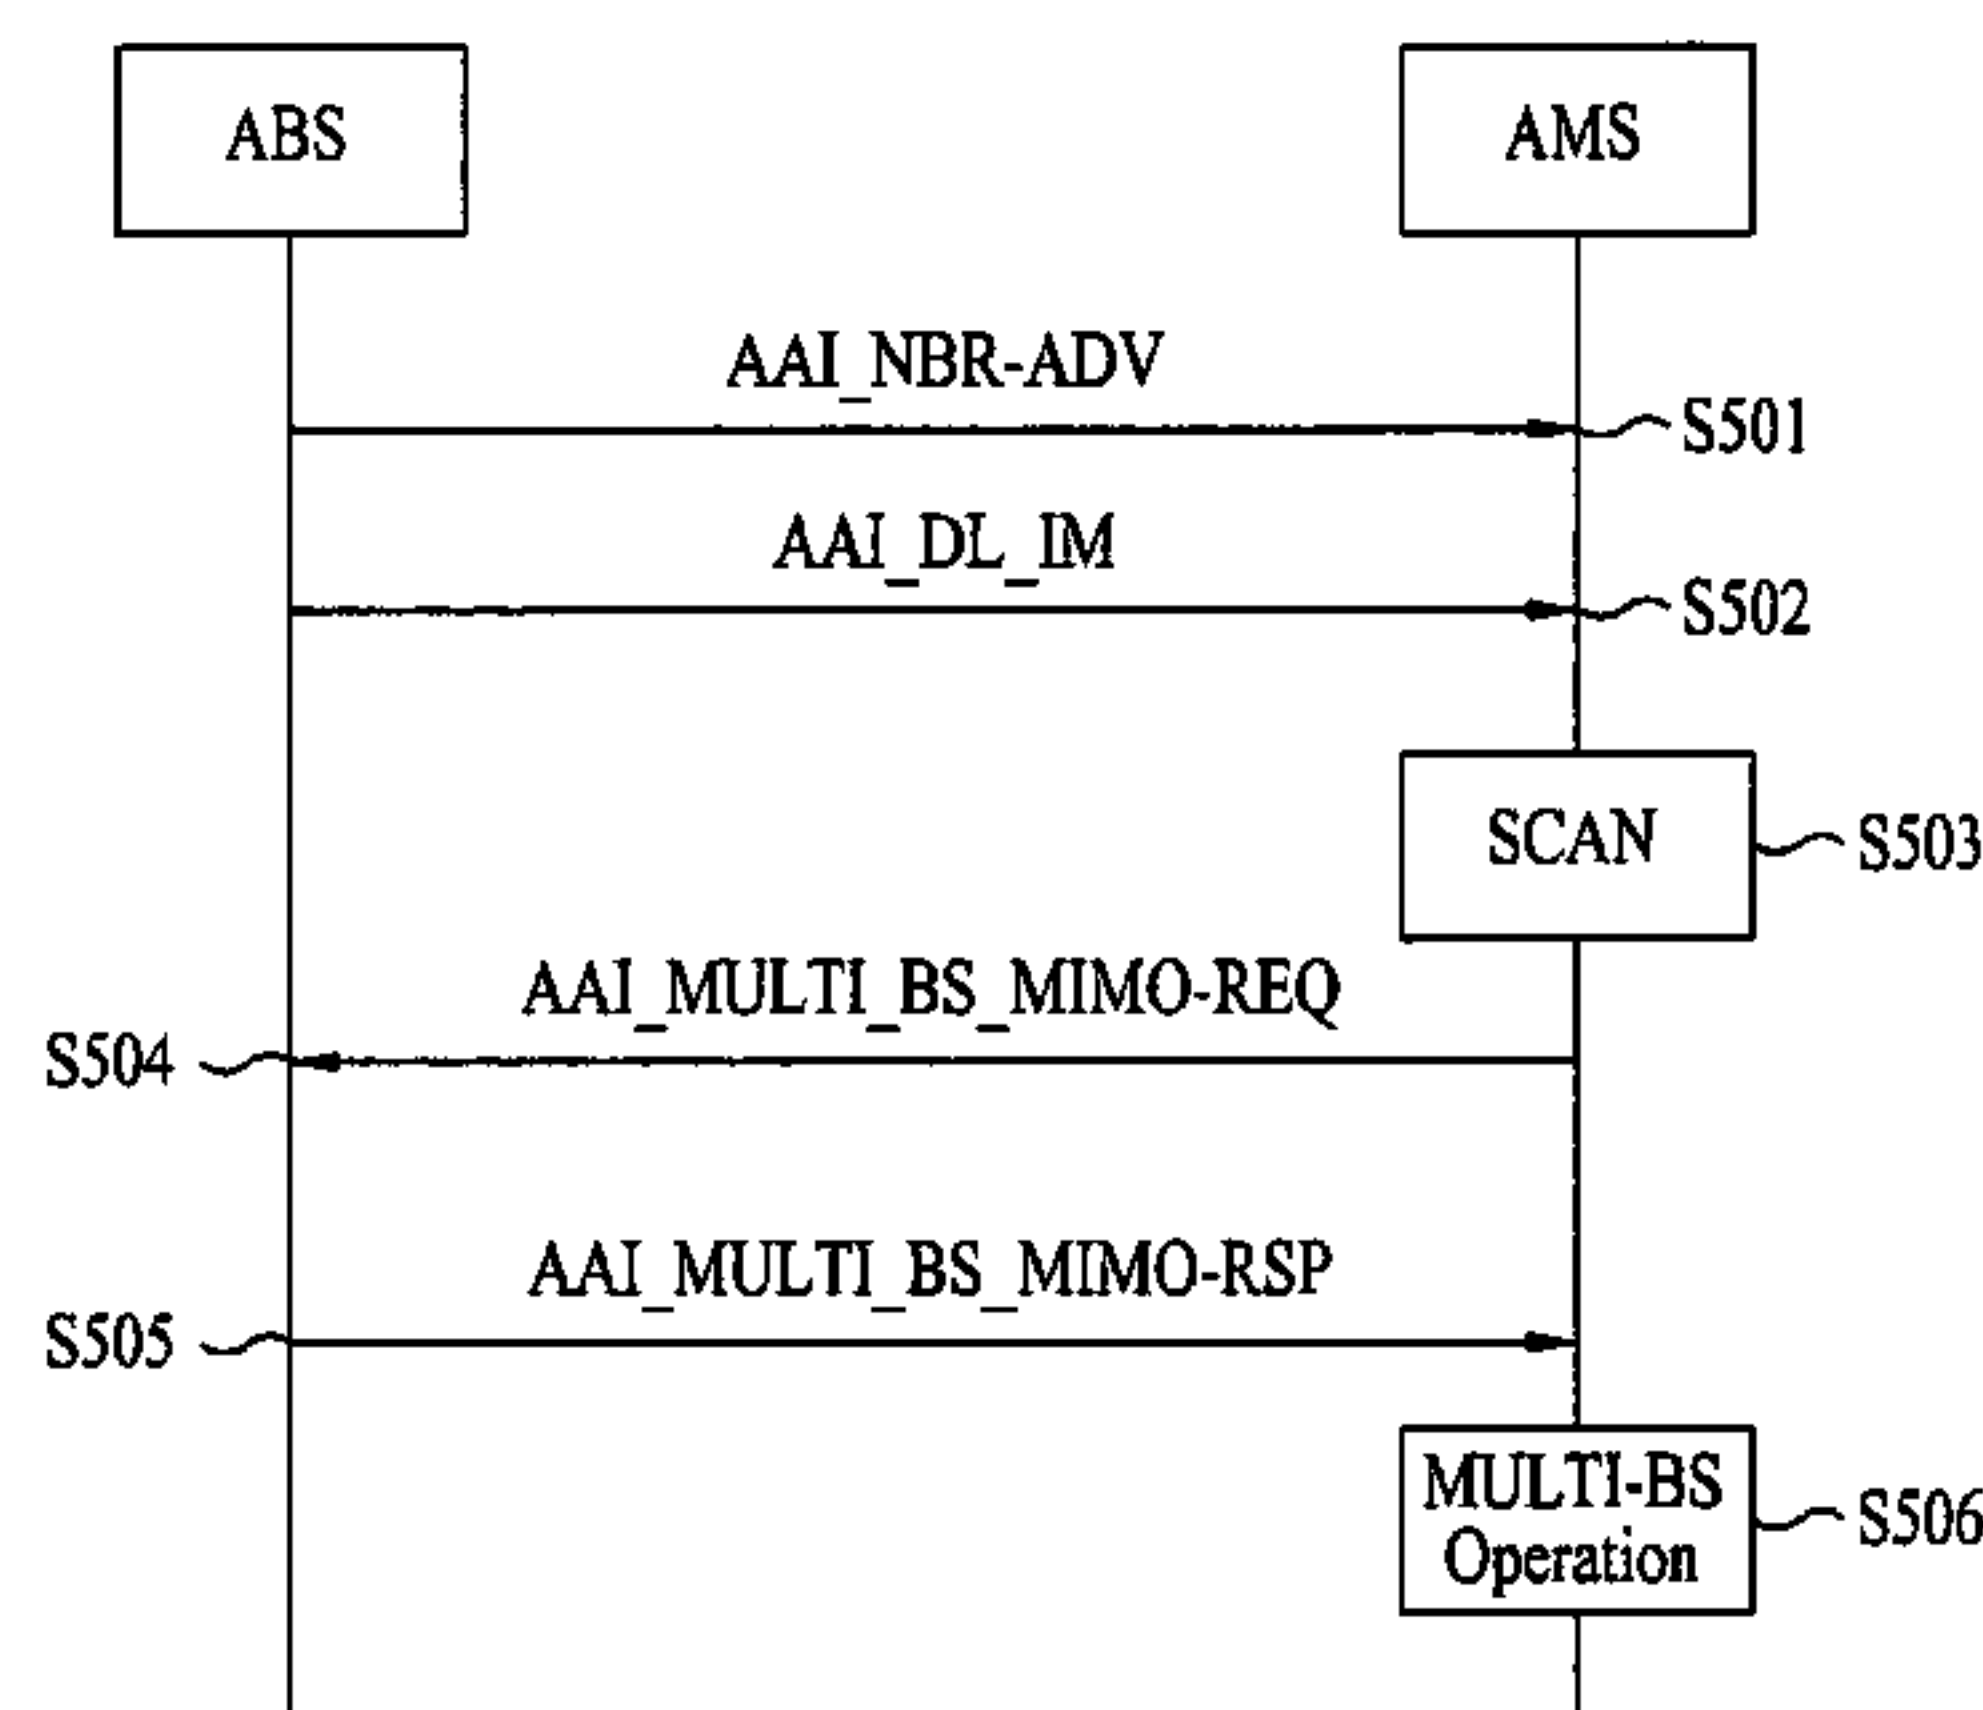 ABS
AMS
AAI_NBR-ADV
S501
AAI_DL_IM
S502
SCAN
S503
AAI_MULTI_BS_MIMO-REQ
S504
AAI_MULTI_BS_MIMO-RSP
S505
MULTI-BS
Operation
S506